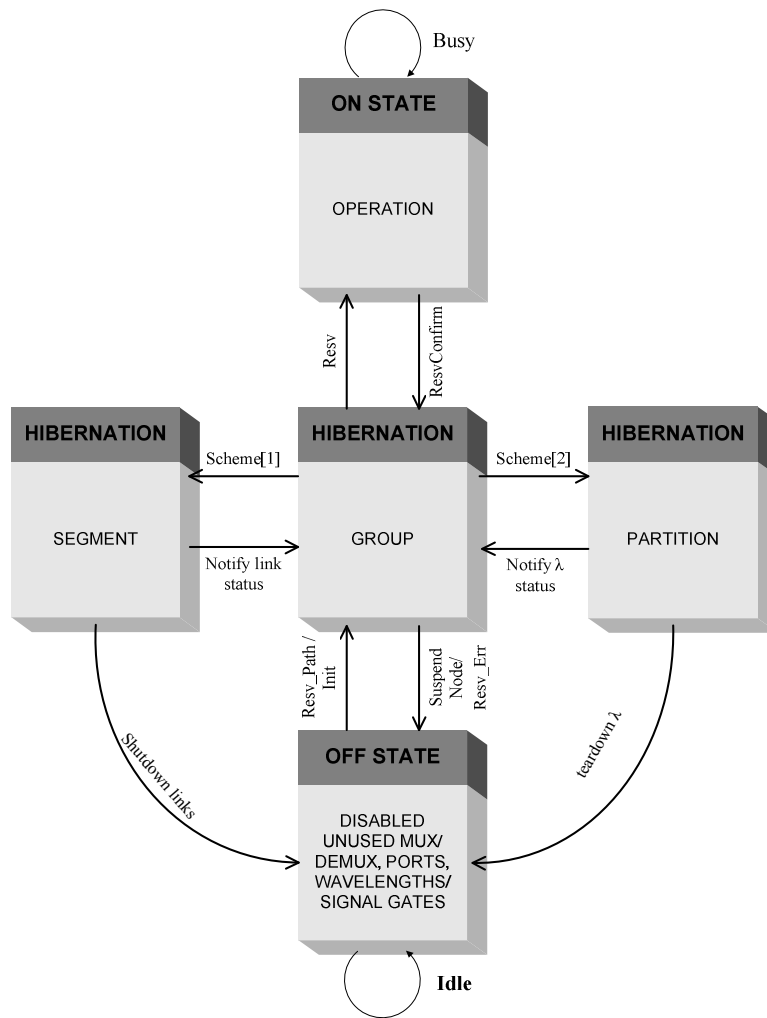 Busy
ON STATE
OPERATION
Resv
ResvConfirm
HIBERNATION
SEGMENT
Scheme[1]
Notify link
status
HIBERNATION
GROUP
Scheme[2]
Notify λ
status
HIBERNATION
PARTITION
Resv_Path /
Init
Suspend
Node/
Resv_Err
Shutdown links
teardown λ
OFF STATE
DISABLED
UNUSED MUX/
DEMUX, PORTS,
WAVELENGTHS/
SIGNAL GATES
Idle